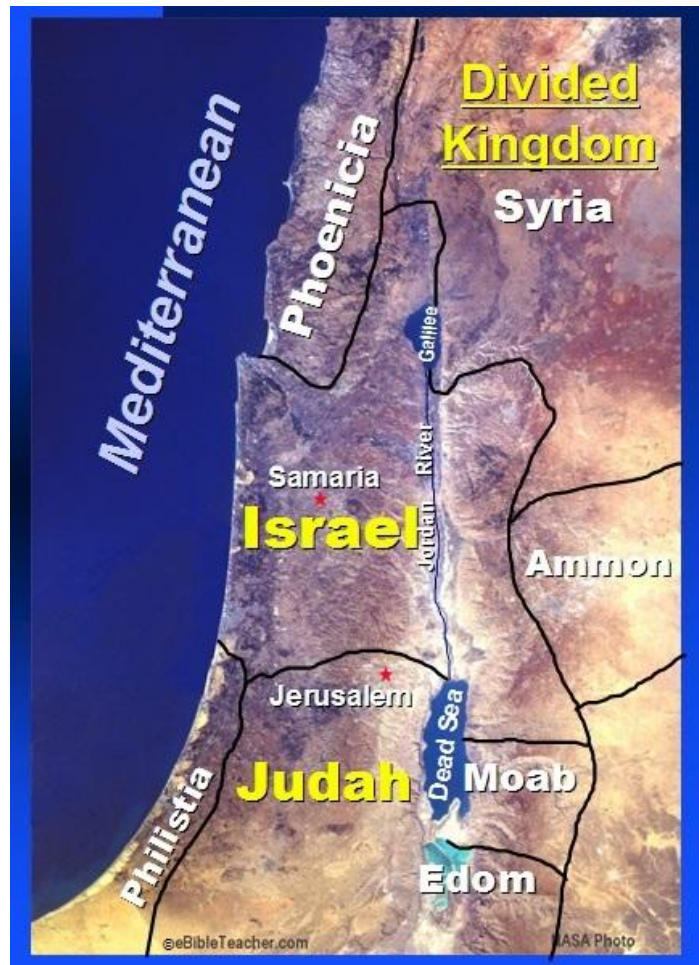 Divided
Kingdom
Syria
Phoenicia
Mediterranean
Galilee
Jordan River
Samaria
Israel
Ammon
Jerusalem
Dead Sea
Judah
Moab
Philistia
Edom
©eBibleTeacher.com
NASA Photo